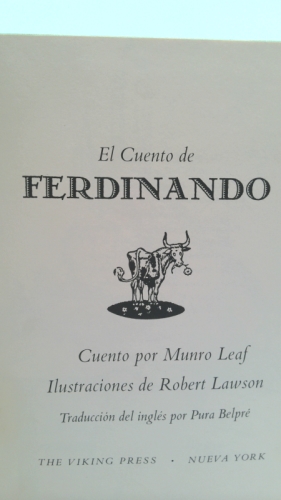 El Cuento de
FERDINANDO
Cuento por Munro Leaf
Ilustraciones de Robert Lawson
Traducción del inglés por Pura Belpré
THE VIKING PRESS • NUEVA YORK